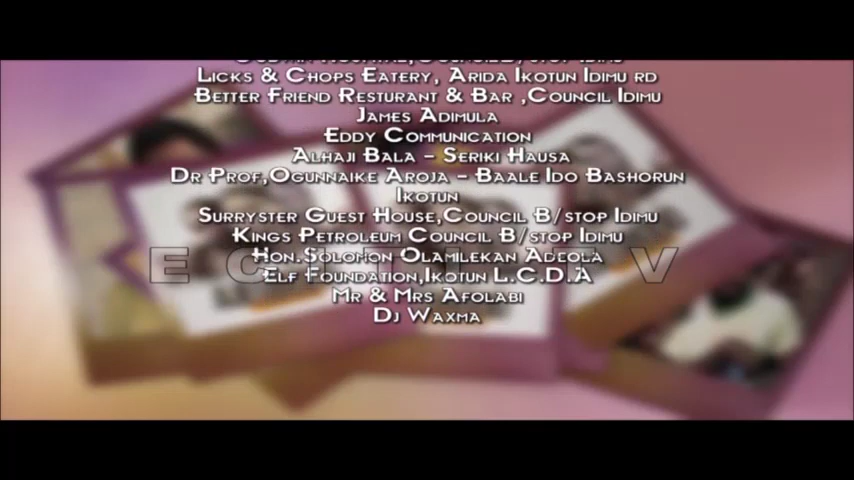 Licks & Chops Eatery, Arida Ikotun Idimu rd
Better Friend Resturant & Bar ,Council Idimu
James Adimula
Eddy Communication
Alhaji Bala - Seriki Hausa
Dr Prof,Ogunnaike Aroja - Baale Ido Bashorun
Ikotun
Surryster Guest House,Council B/stop Idimu
Kings Petroleum Council B/stop Idimu
Hon.Solomon Olamilekan Adeola
Elf Foundation,Ikotun L.C.D.A
Mr & Mrs Afolabi
Dj Waxma